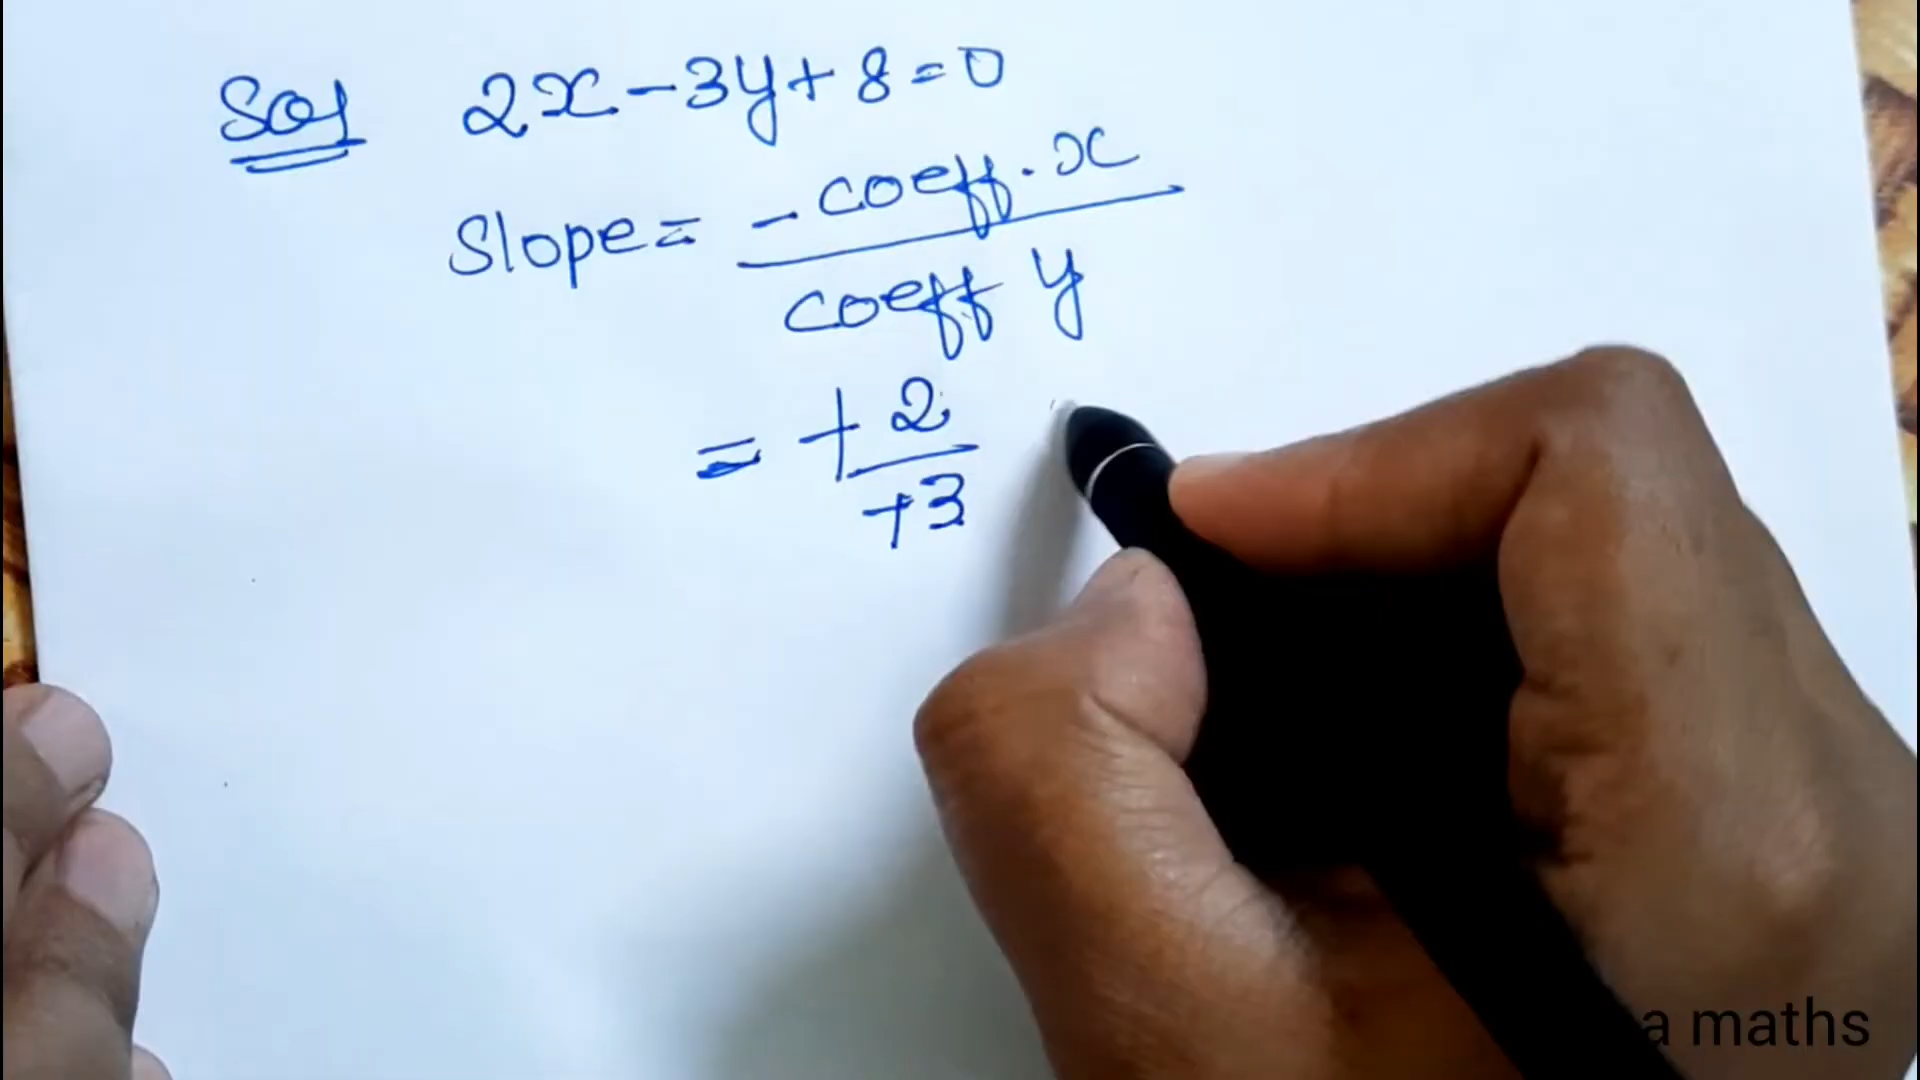 Sol 2x-3y+8=0
Slope = -coeff.x
coeff y
= +2
+3
a maths